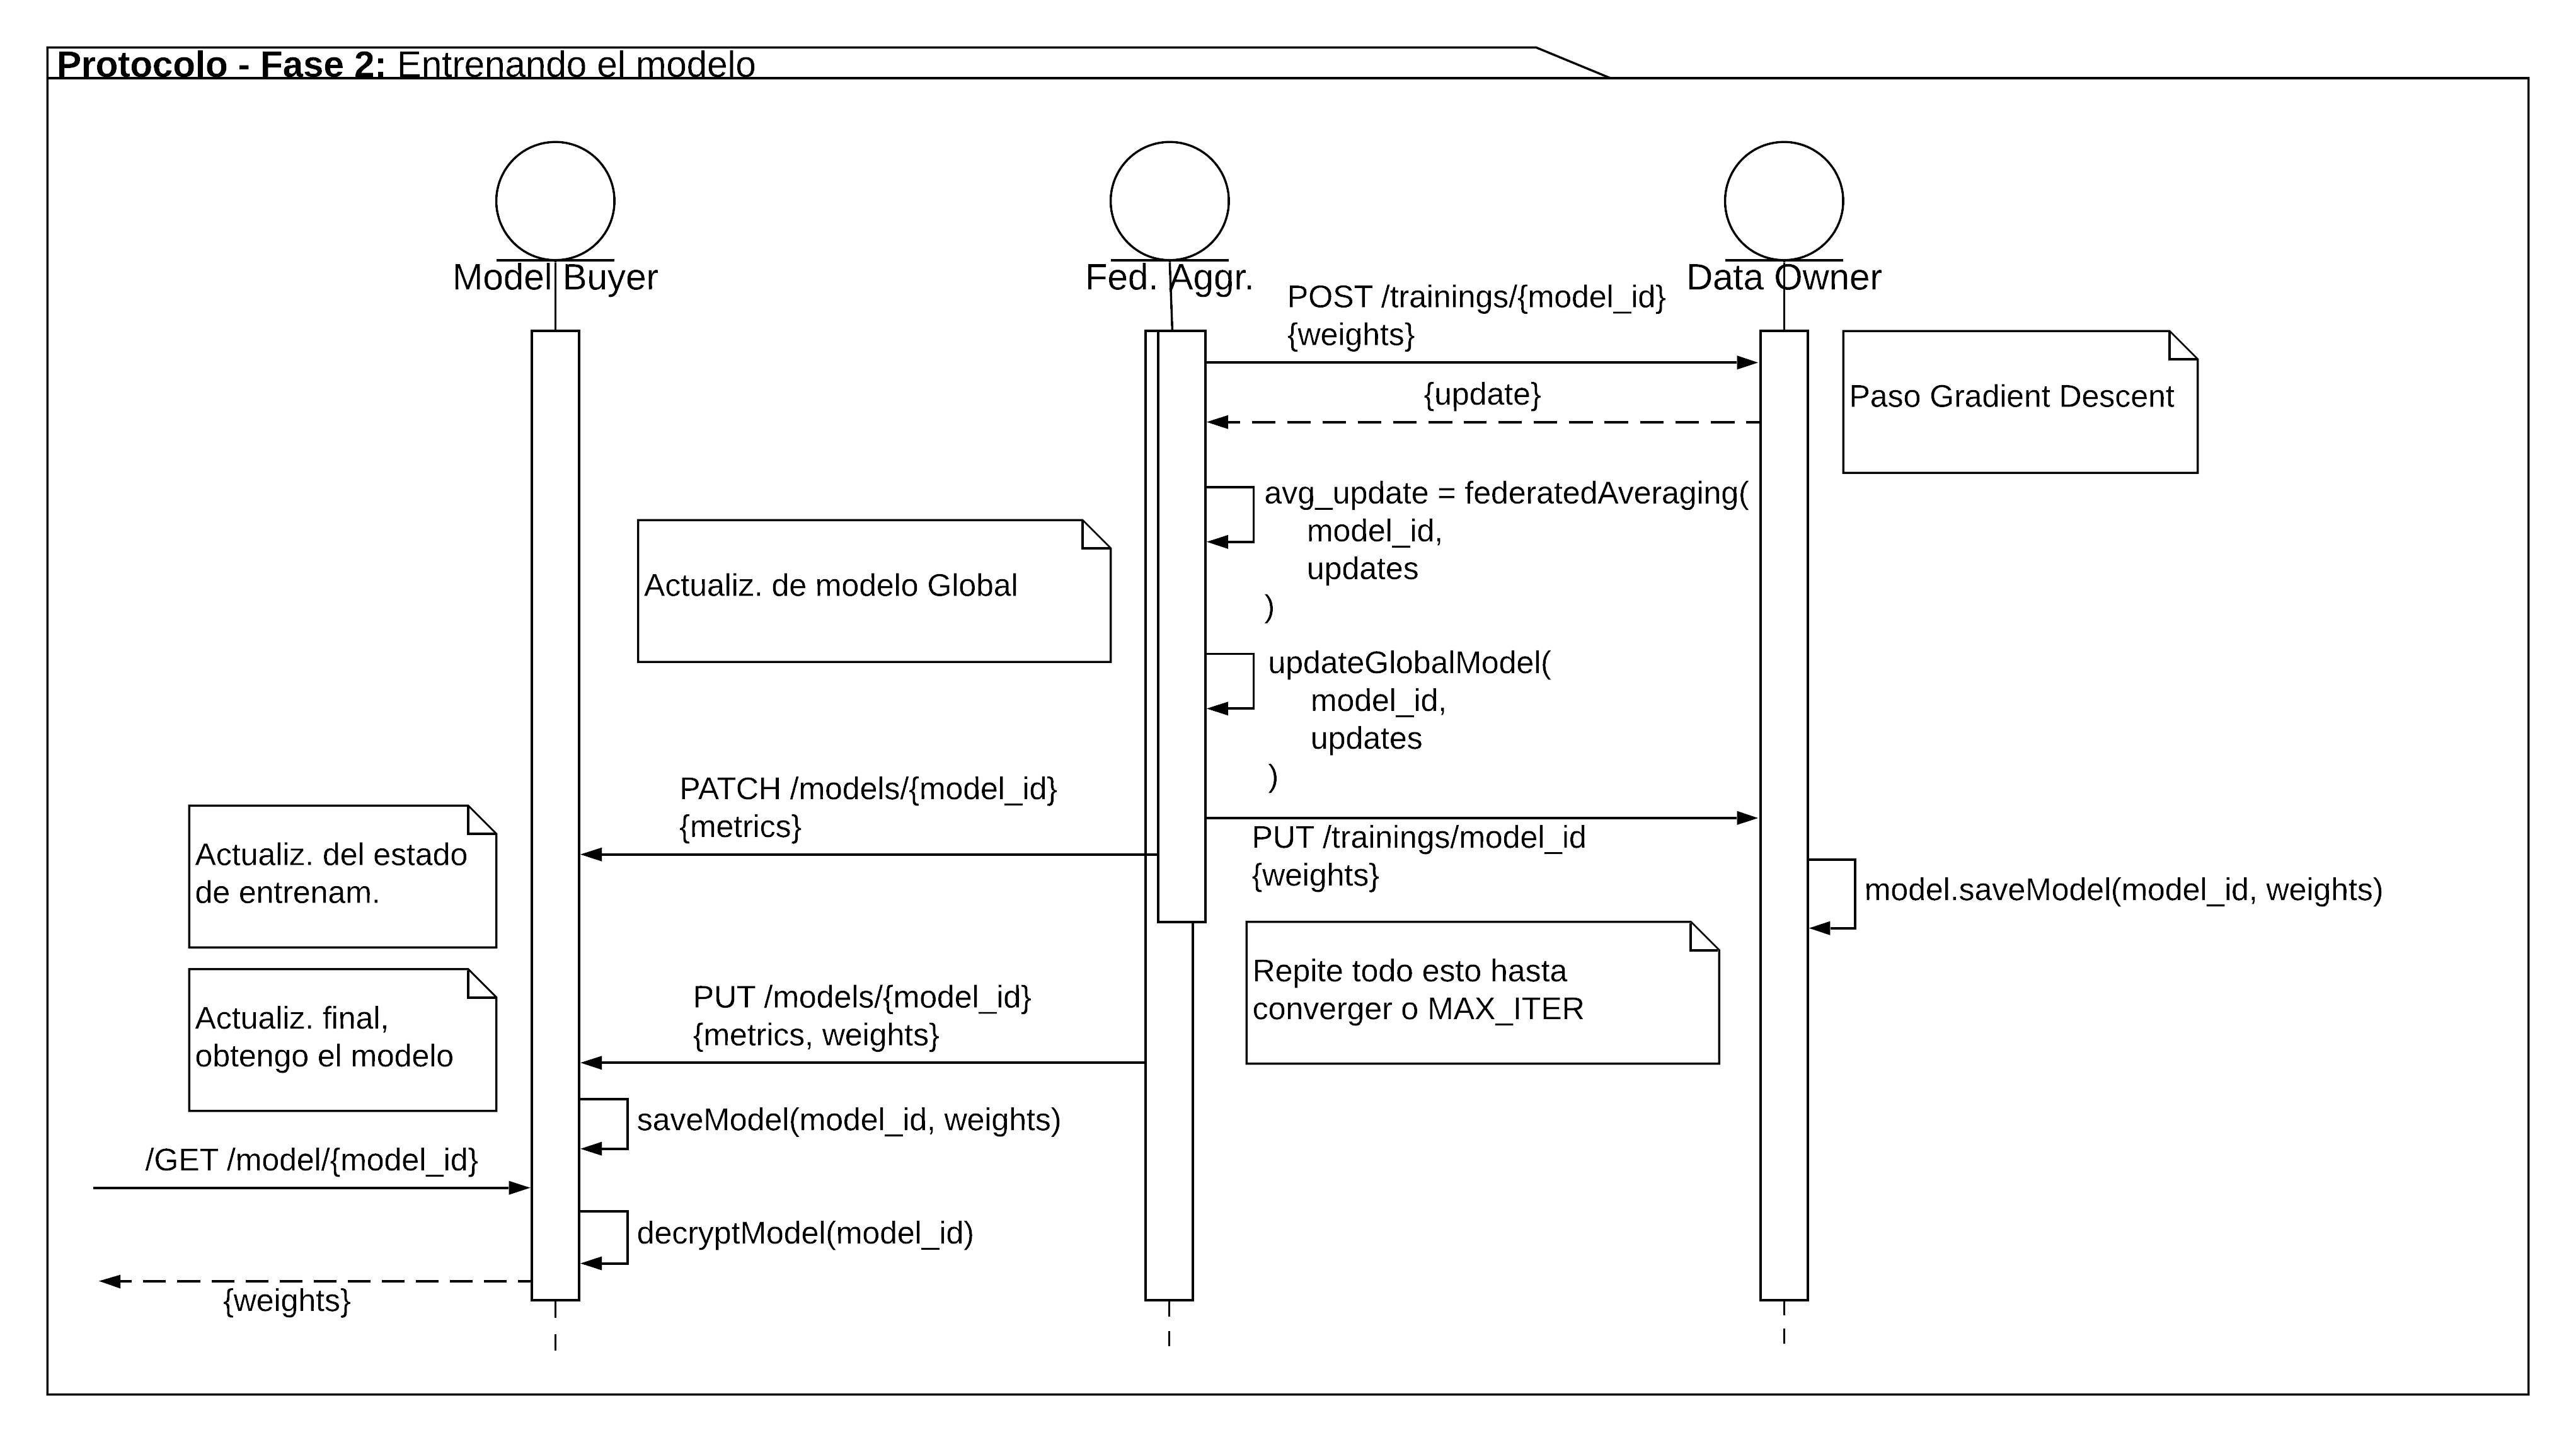 Protocolo - Fase 2: Entrenando el modelo
Model Buyer
Fed. Aggr.
Data Owner
POST /trainings/{model_id}
{weights}
Paso Gradient Descent
{update}
avg_update = federatedAveraging(
model_id,
updates
)
Actualiz. de modelo Global
updateGlobalModel(
model_id,
updates
)
PATCH /models/{model_id}
{metrics}
PUT /trainings/model_id
{weights}
Actualiz. del estado
de entrenam.
model.saveModel(model_id, weights)
Repite todo esto hasta
converger o MAX_ITER
PUT /models/{model_id}
{metrics, weights}
Actualiz. final,
obtengo el modelo
saveModel(model_id, weights)
/GET /model/{model_id}
decryptModel(model_id)
{weights}